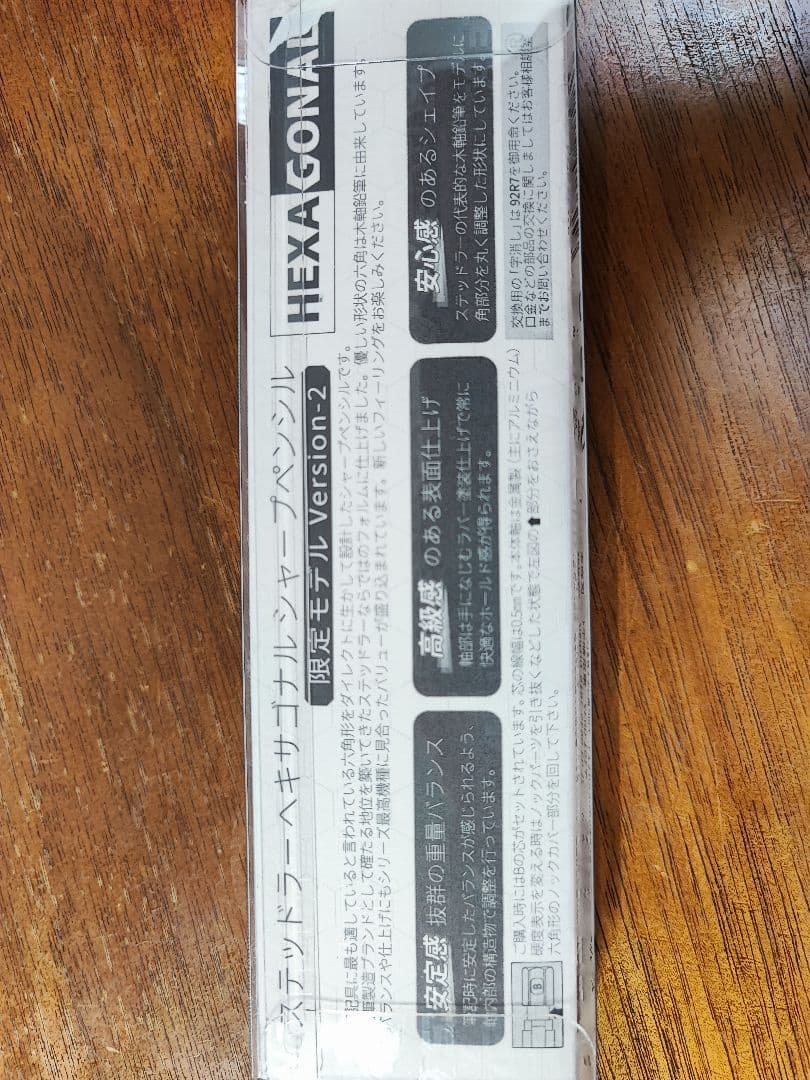 ステッドラー ヘキサゴナル シャープペンシル
HEXAGONAL
限定モデル Version-2
記具に最も適していると言われている六角形をダイレクトに生かして設計したシャープペンシルです。
筆製造ブランドとして確たる地位を築いてきたステッドラーならではのフォルムに仕上げました。優しい形状の六角は木軸鉛筆に由来しています。
バランスや仕上げにもシリーズ最高機種に見合ったバリューが盛り込まれています。新しいフィーリングをお楽しみください。
安定感 抜群の重量バランス
筆記時に安定したバランスが感じられるよう、
軸内部の構造物で調整を行っています。
高級感 のある表面仕上げ
軸部は手になじむラバー塗装仕上げで常に
快適なホールド感が得られます。
安心感 のあるシェイプ
ステッドラーの代表的な木軸鉛筆をモデルに
角部分を丸く調整した形状にしています。
B
ご購入時にはBの芯がセットされています。芯の線幅は0.5mmです。本体軸は金属製（主にアルミニウム）
硬度表示を変える時はノックパーツを引き抜くなどした状態で左図の⬆部分をおさえながら
六角形のノックカバー部分を回して下さい。
交換用の「字消し」は 92R7を御用命ください。
口金などの部品の交換に関しましてはお客様相談室
までお問い合わせください。